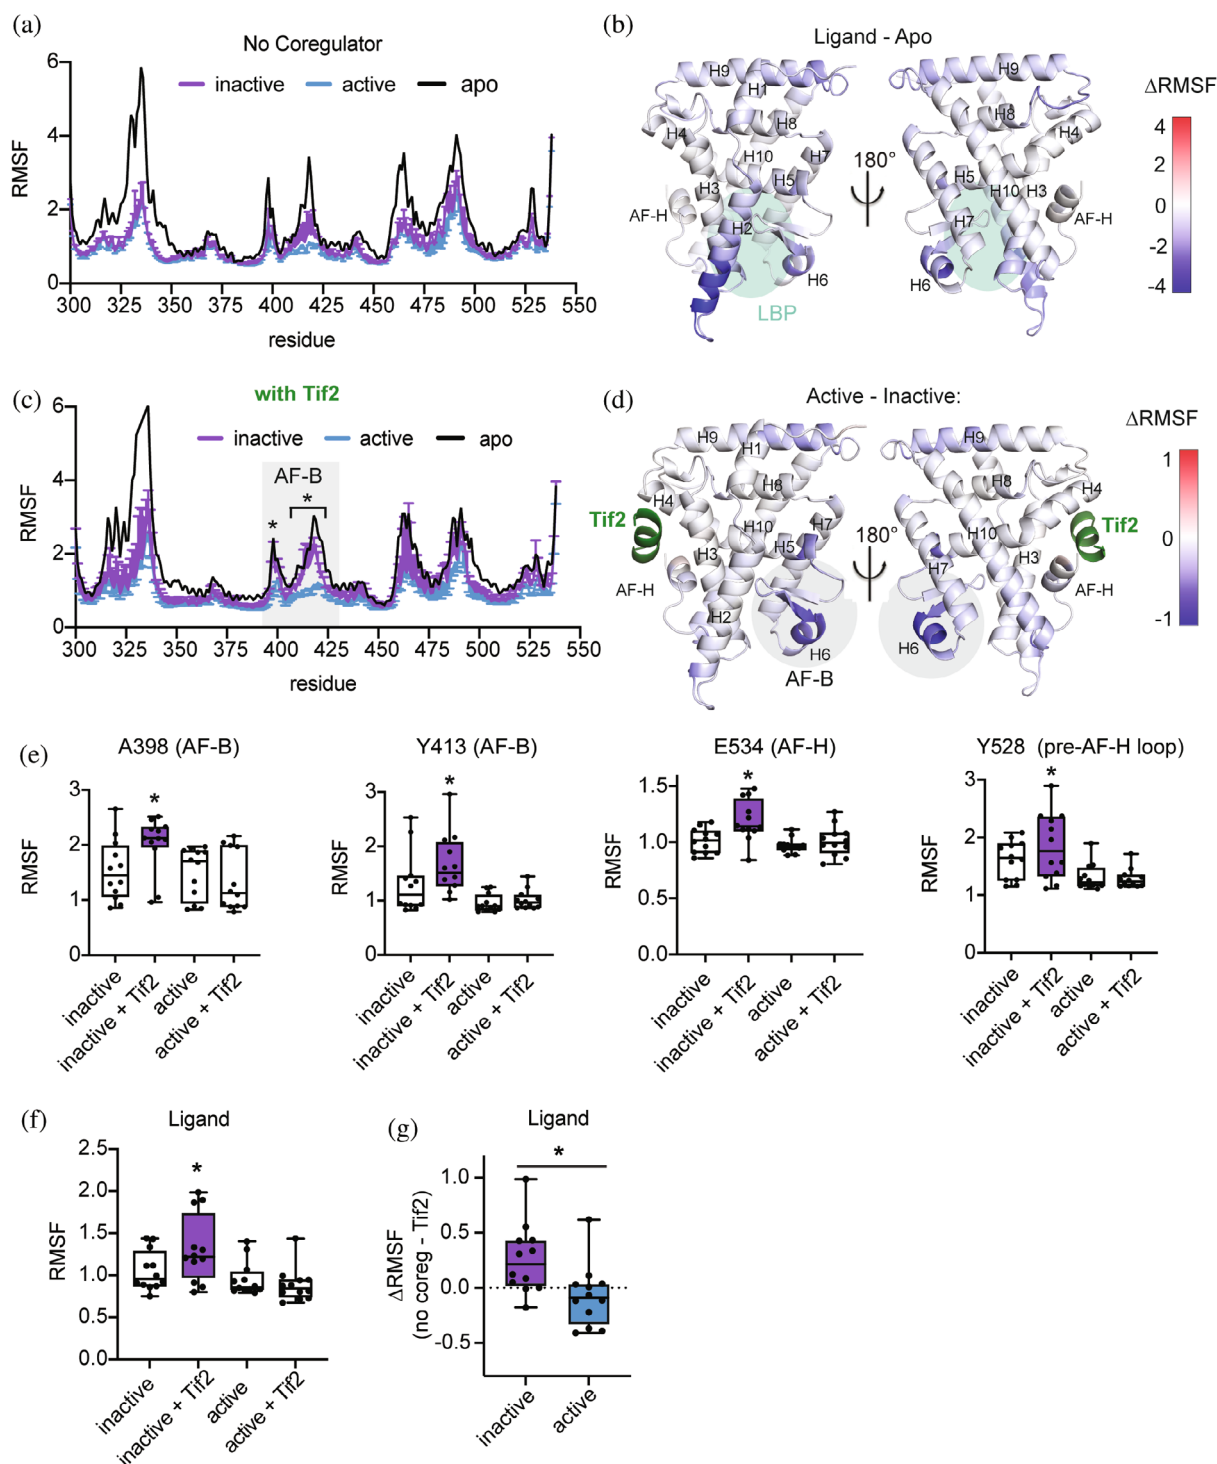 (a)
No Coregulator
inactive active apo
RMSF
6
4
2
0
300 325 350 375 400 425 450 475 500 525 550
residue
(b)
Ligand - Apo
H9
H1
H8
H4
H10
H7
H3
H5
AF-H
H2
H6
LBP
180°
H9
H8
H4
H5
H10
H3
H7
AF-H
H6
ΔRMSF
4
2
0
-2
-4
(c)
with Tif2
inactive active apo
AF-B
*
*
RMSF
6
4
2
0
300 325 350 375 400 425 450 475 500 525 550
residue
(d)
Active - Inactive:
H9
H1
H8
H4
Tif2
H10
H7
H5
H3
AF-H
H2
H6
AF-B
180°
H9
H8
H4
Tif2
H10
H3
H7
AF-H
H6
ΔRMSF
1
0
-1
(e)
A398 (AF-B)
RMSF
3
2
1
0
*
inactive
inactive + Tif2
active
active + Tif2
Y413 (AF-B)
RMSF
3
2
1
0
*
inactive
inactive + Tif2
active
active + Tif2
E534 (AF-H)
RMSF
1.5
1.0
0.5
0.0
*
inactive
inactive + Tif2
active
active + Tif2
Y528 (pre-AF-H loop)
RMSF
3
2
1
0
*
inactive
inactive + Tif2
active
active + Tif2
(f)
Ligand
RMSF
2.5
2.0
1.5
1.0
0.5
0.0
*
inactive
inactive + Tif2
active
active + Tif2
(g)
Ligand
ΔRMSF
(no coreg - Tif2)
1.0
0.5
0.0
-0.5
*
inactive
active